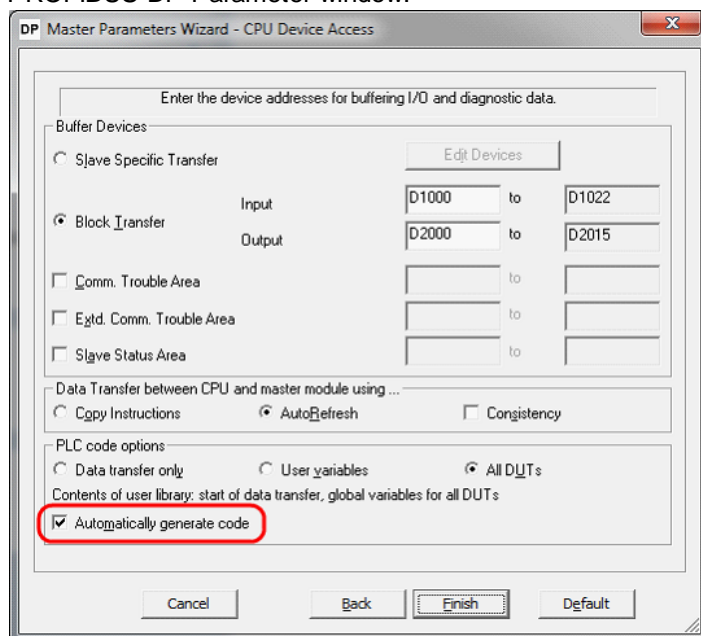 PROFIBUS DP Parameter window.
DP Master Parameters Wizard - CPU Device Access
Enter the device addresses for buffering I/O and diagnostic data.
Buffer Devices
Slave Specific Transfer Edit Devices
Input D1000 to D1022
Block Transfer
Output D2000 to D2015
Comm. Trouble Area to
Extd. Comm. Trouble Area to
Slave Status Area to
Data Transfer between CPU and master module using ...
Copy Instructions AutoRefresh Consistency
PLC code options
Data transfer only User variables All DUTs
Contents of user library: start of data transfer, global variables for all DUTs
Automatically generate code
Cancel Back Finish Default